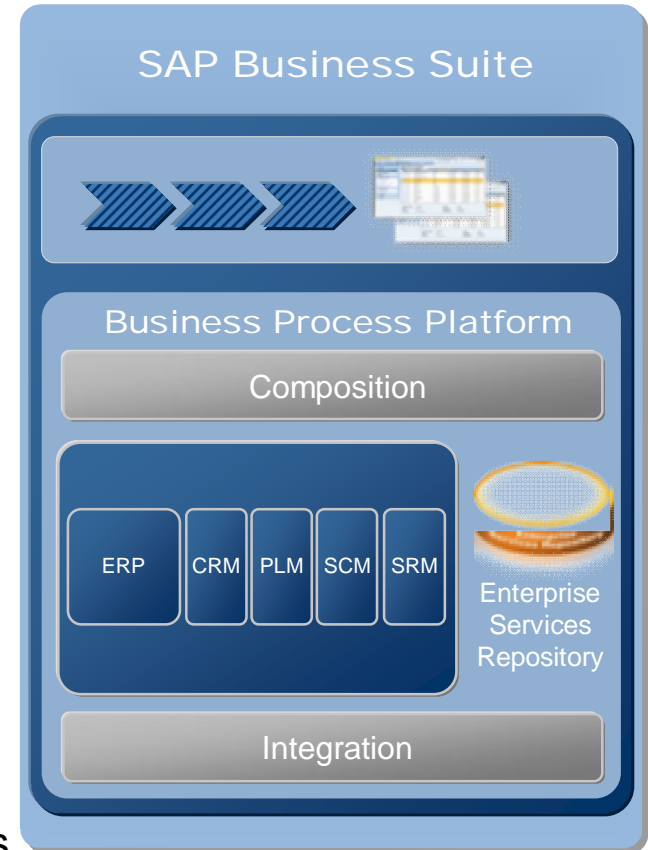 SAP Business Suite
Business Process Platform
Composition
ERP CRM PLM SCM SRM
Enterprise
Services
Repository
Integration
s